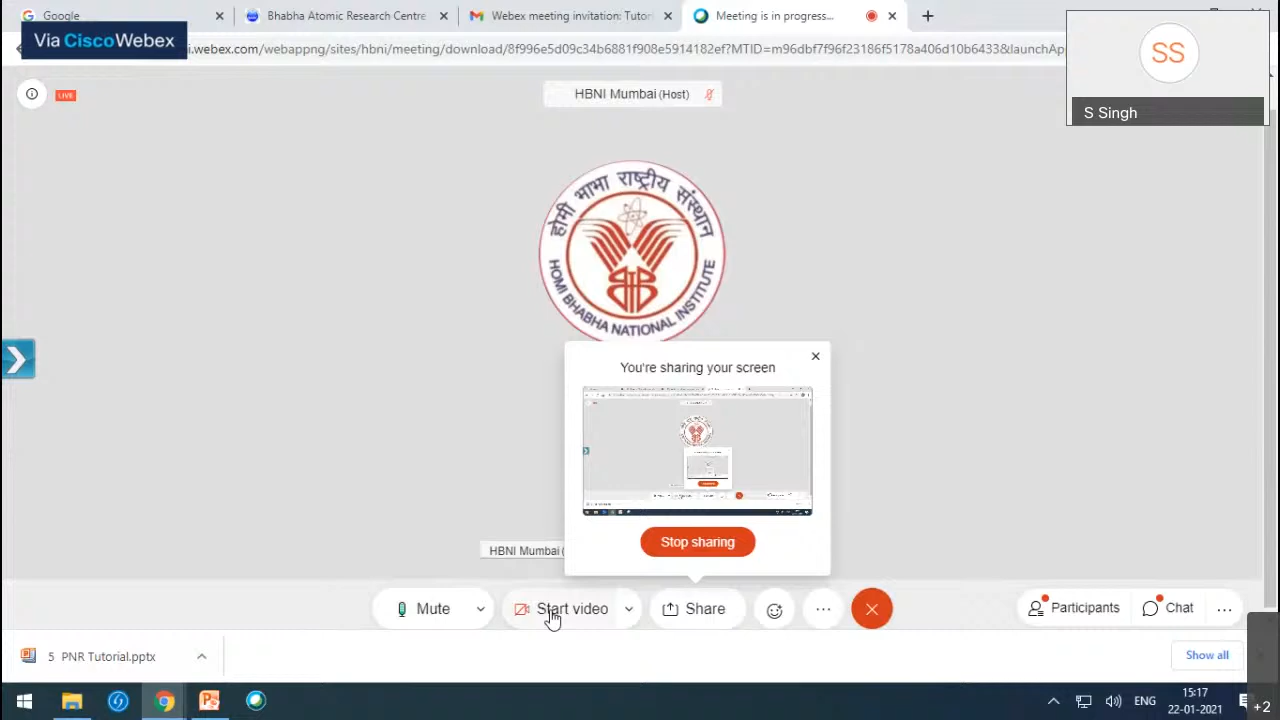 Google
Bhabha Atomic Research Centre
Webex meeting invitation: Tutor
Meeting is in progress...
Via Cisco Webex
i.webex.com/webappng/sites/hbni/meeting/download/8f996e5d09c34b68b1f908e5914182ef?MTID=m96dbf7f96f23186f5178a406d10b6433&launchAp
SS
S Singh
LIVE
HBNI Mumbai (Host)
होमी भाभा राष्ट्रीय संस्थान
HOMI BHABHA NATIONAL INSTITUTE
You're sharing your screen
Stop sharing
HBNI Mumbai (
Mute
Start video
Share
Participants
Chat
5 PNR Tutorial.pptx
Show all
ENG
15:17
22-01-2021
+2